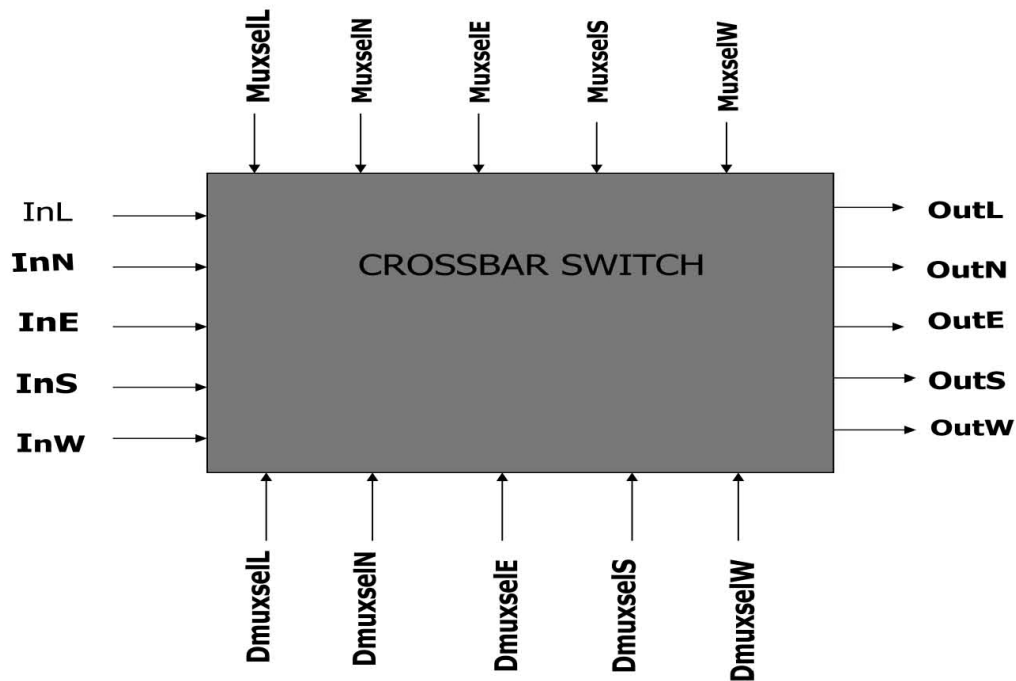 MuxselL
MuxselN
MuxselE
MuxselS
MuxselW
InL
InN
InE
InS
InW
CROSSBAR SWITCH
OutL
OutN
OutE
OutS
OutW
DmuxselL
DmuxselN
DmuxselE
DmuxselS
DmuxselW